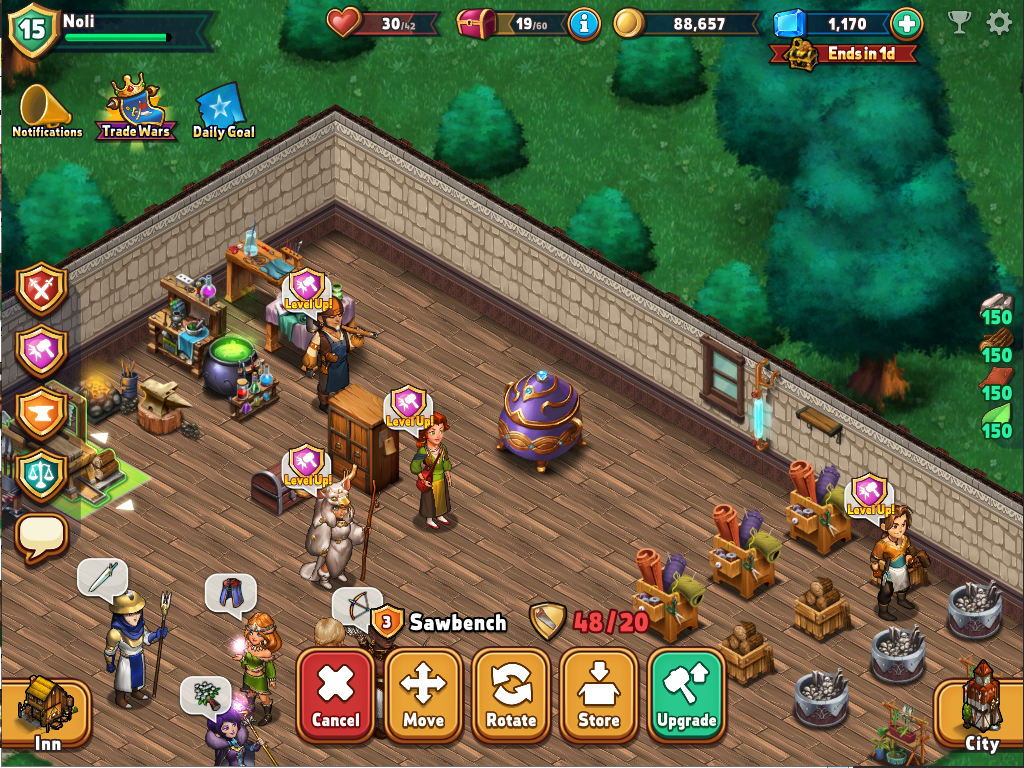 15 Noli
30/42
19/60
i
88,657
1,170
Ends in 1d
Notifications
Trade Wars
Daily Goal
Level Up!
150
150
150
150
Level Up!
Level Up!
Level Up!
3 Sawbench 48/20
Cancel
Move
Rotate
Store
Upgrade
Inn
City